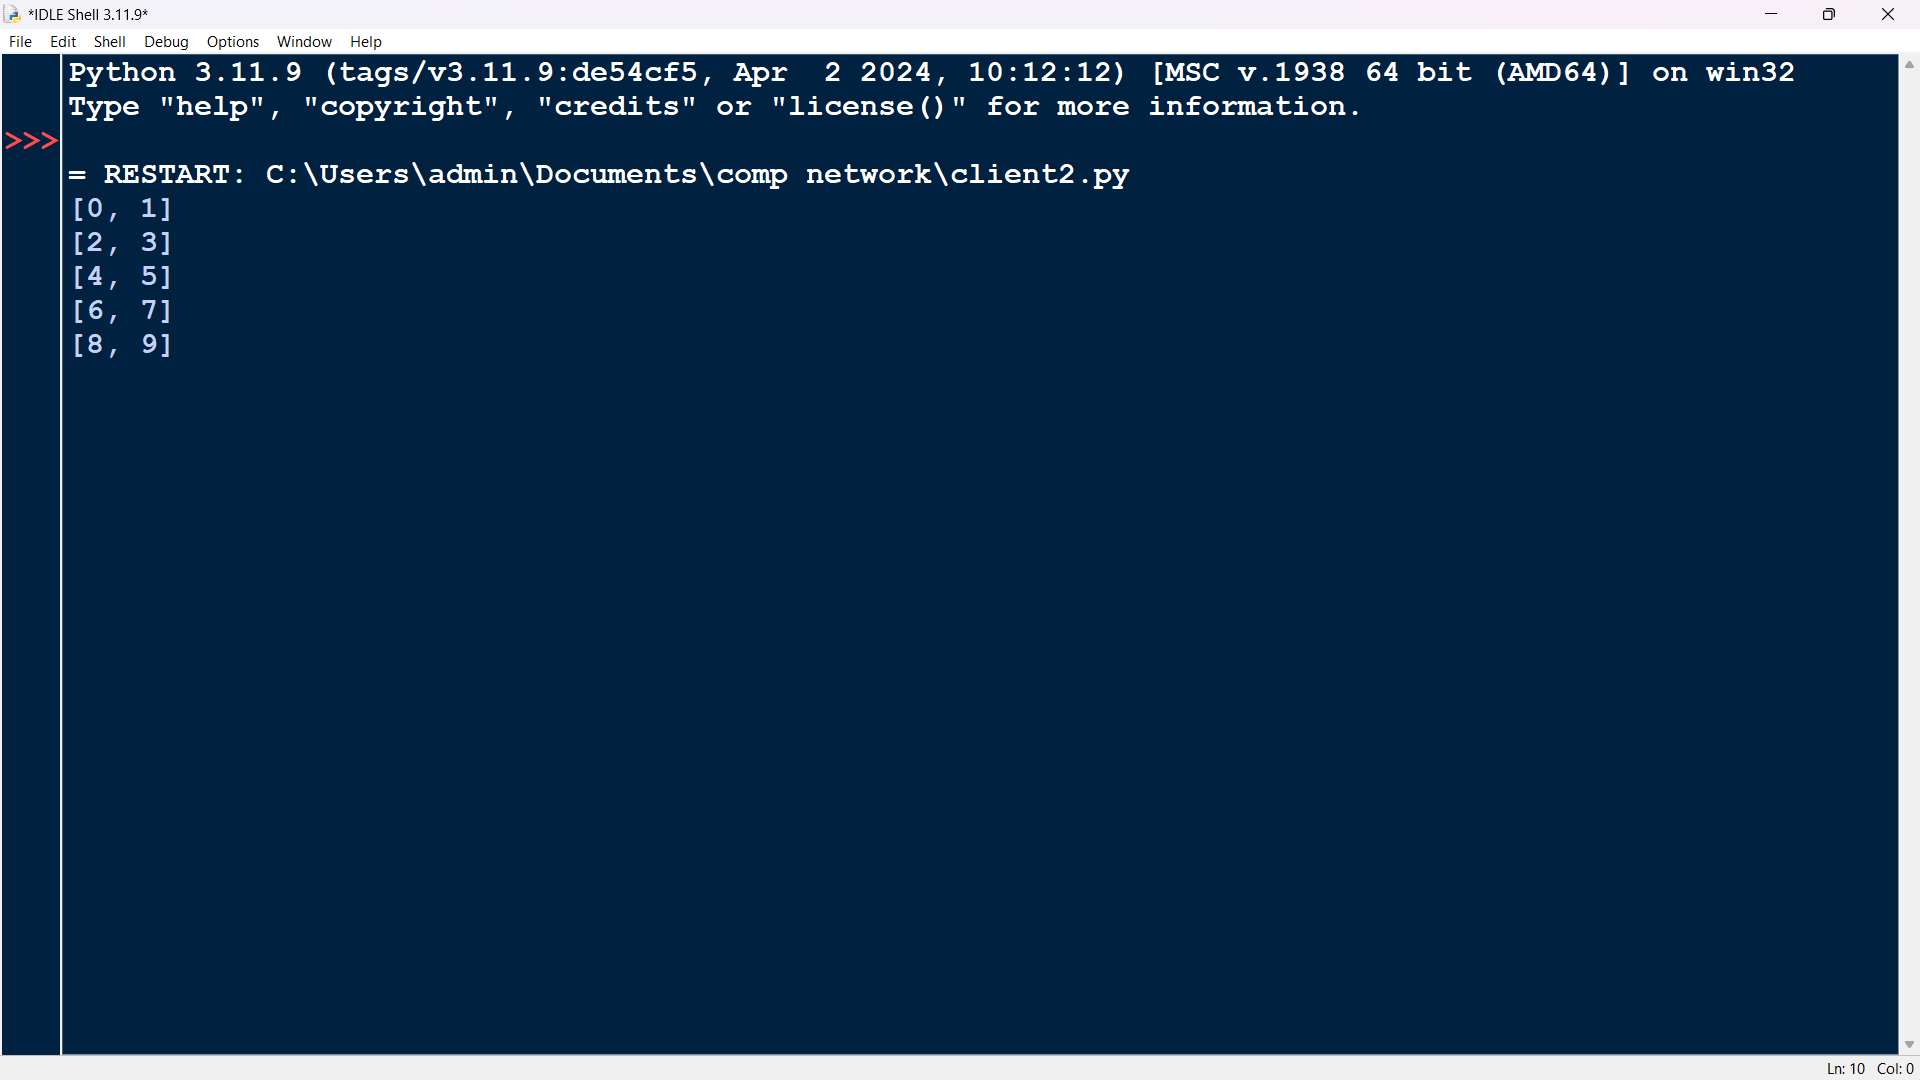 *IDLE Shell 3.11.9*
File Edit Shell Debug Options Window Help
Python 3.11.9 (tags/v3.11.9:de54cf5, Apr  2 2024, 10:12:12) [MSC v.1938 64 bit (AMD64)] on win32
Type "help", "copyright", "credits" or "license()" for more information.
>>>
= RESTART: C:\Users\admin\Documents\comp network\client2.py
[0, 1]
[2, 3]
[4, 5]
[6, 7]
[8, 9]
Ln: 10 Col: 0